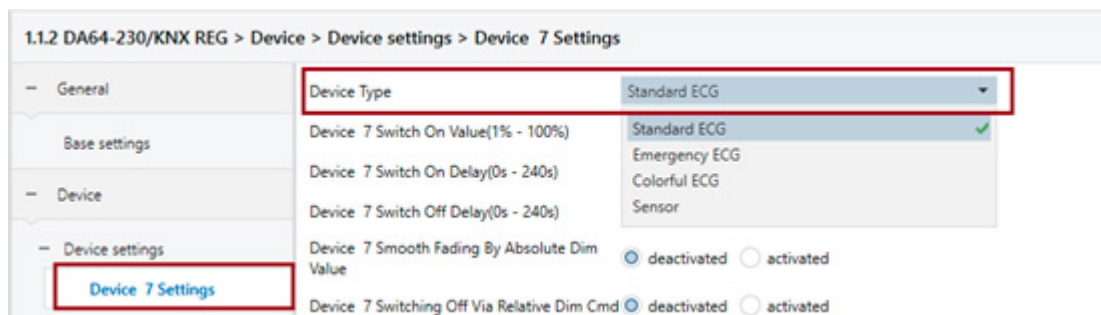 1.1.2 DA64-230/KNX REG > Device > Device settings > Device 7 Settings
General
Base settings
Device
Device settings
Device 7 Settings
Device Type
Standard ECG
Standard ECG
Emergency ECG
Colorful ECG
Sensor
Device 7 Switch On Value(1% - 100%)
Device 7 Switch On Delay(0s - 240s)
Device 7 Switch Off Delay(0s - 240s)
Device 7 Smooth Fading By Absolute Dim
Value
deactivated activated
Device 7 Switching Off Via Relative Dim Cmd deactivated activated